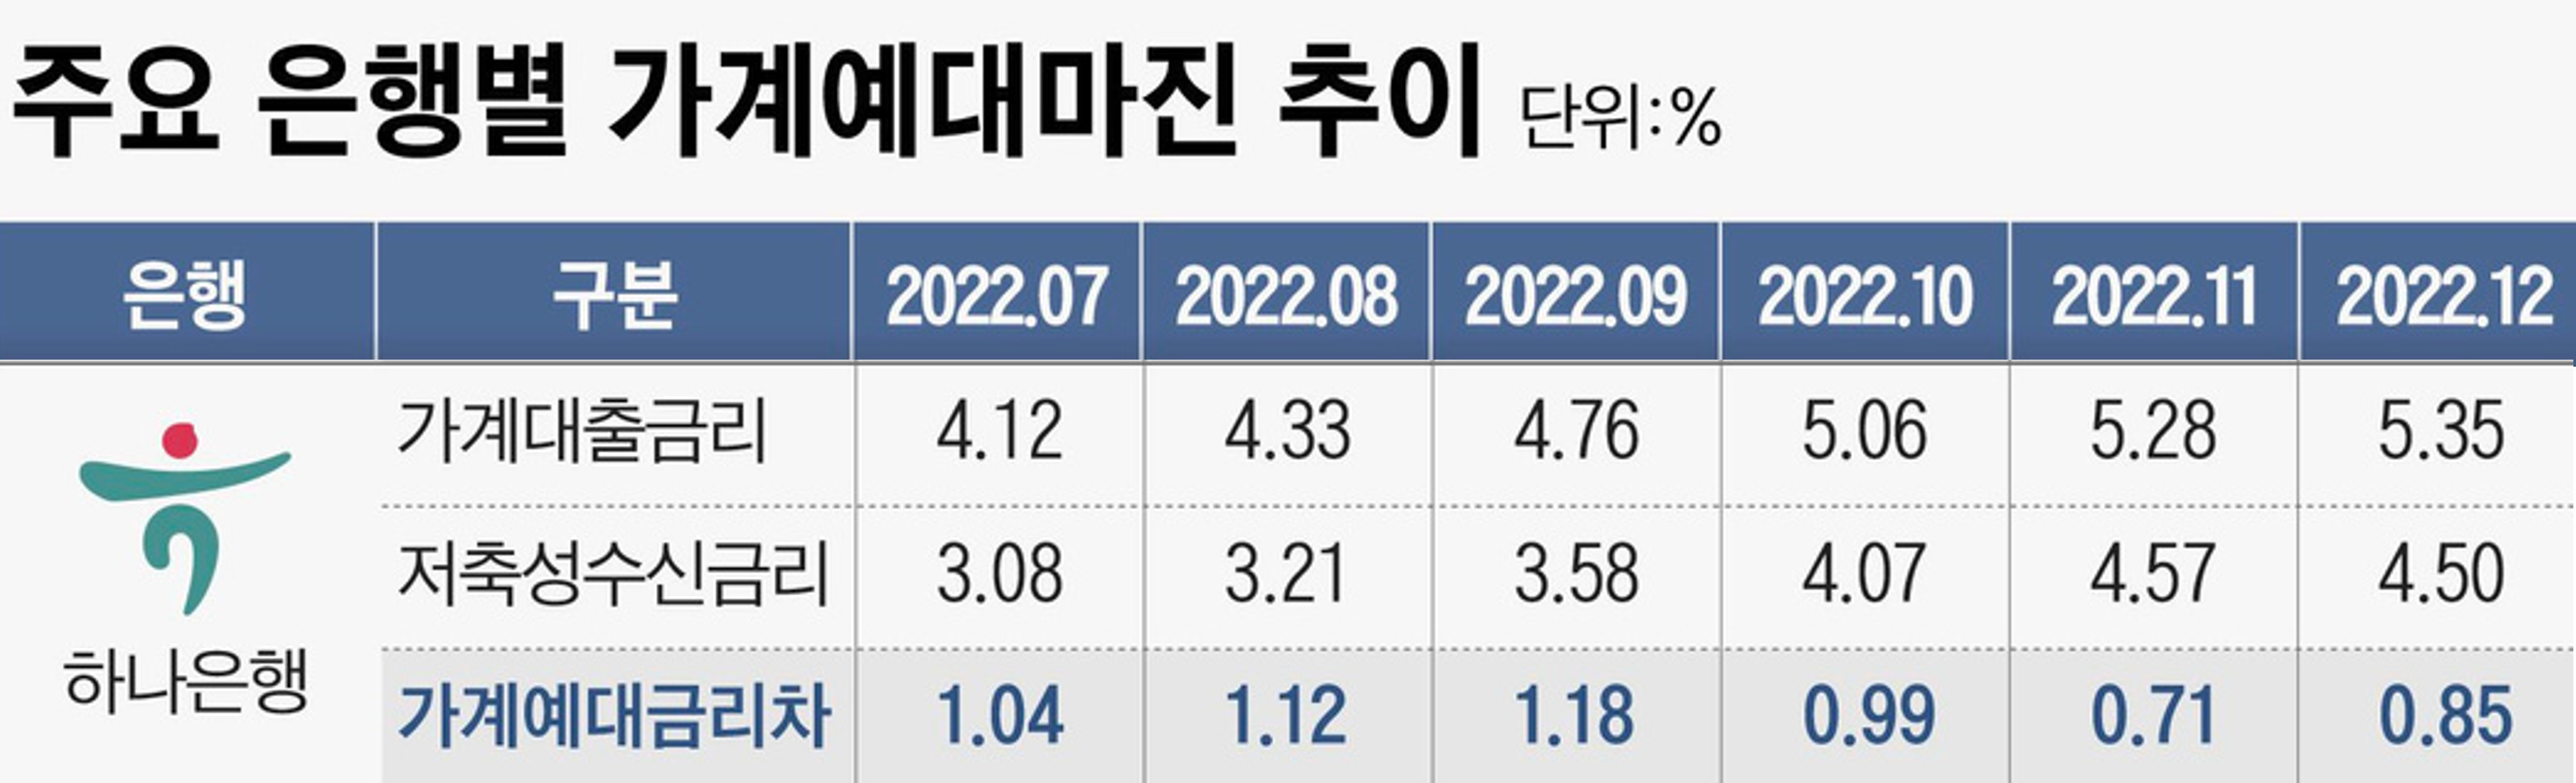 주요 은행별 가계예대마진 추이 단위:%
은행 구분 2022.07 2022.08 2022.09 2022.10 2022.11 2022.12
가계대출금리 4.12 4.33 4.76 5.06 5.28 5.35
저축성수신금리 3.08 3.21 3.58 4.07 4.57 4.50
하나은행
가계예대금리차 1.04 1.12 1.18 0.99 0.71 0.85